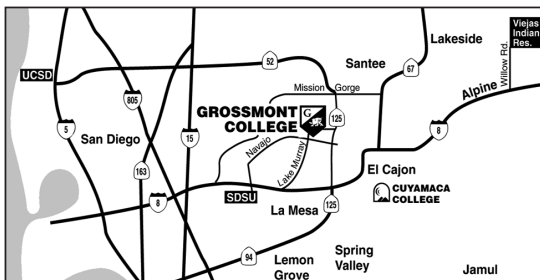 Viejas
Indian
Res.
Lakeside
Willow Rd.
67
52
Santee
UCSD
Mission Gorge
Alpine
805
GROSSMONT
COLLEGE
G
125
5
San Diego
15
Navajo
8
163
Lake Murray
El Cajon
CUYAMACA
COLLEGE
8
SDSU
La Mesa
125
94
Lemon
Grove
Spring
Valley
Jamul